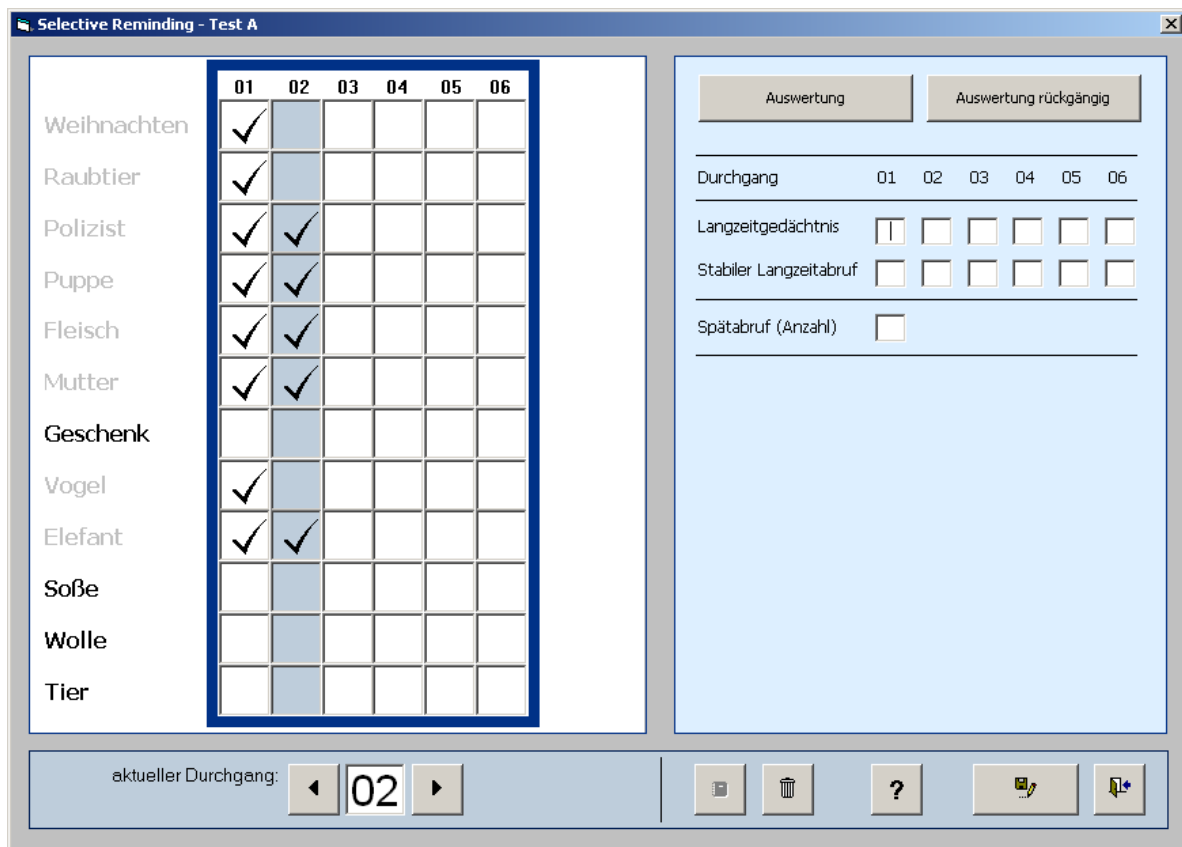 Selective Reminding - Test A
01 02 03 04 05 06
Weihnachten
Raubtier
Polizist
Puppe
Fleisch
Mutter
Geschenk
Vogel
Elefant
Soße
Wolle
Tier
Auswertung
Auswertung rückgängig
Durchgang 01 02 03 04 05 06
Langzeitgedächtnis
Stabiler Langzeitabruf
Spätabruf (Anzahl)
aktueller Durchgang: 02
?